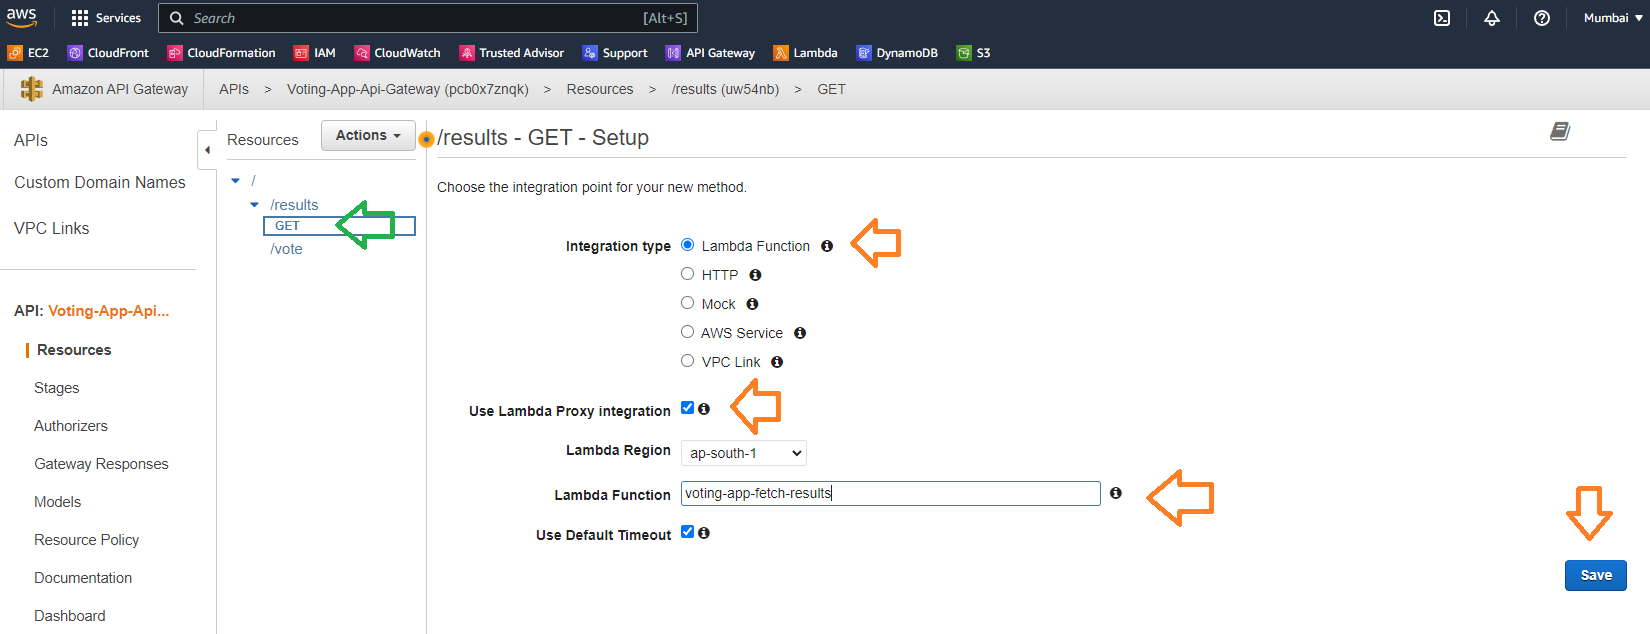 aws Services Search [Alt+S] Mumbai
EC2 CloudFront CloudFormation IAM CloudWatch Trusted Advisor Support API Gateway Lambda DynamoDB S3
Amazon API Gateway APIs > Voting-App-Api-Gateway (pcb0x7znqk) > Resources > /results (uw54nb) > GET
APIs
Custom Domain Names
VPC Links
API: Voting-App-Api...
Resources
Stages
Authorizers
Gateway Responses
Models
Resource Policy
Documentation
Dashboard
Resources Actions
/
/results
GET
/vote
/results - GET - Setup
Choose the integration point for your new method.
Integration type Lambda Function
HTTP
Mock
AWS Service
VPC Link
Use Lambda Proxy integration
Lambda Region ap-south-1
Lambda Function voting-app-fetch-results
Use Default Timeout
Save